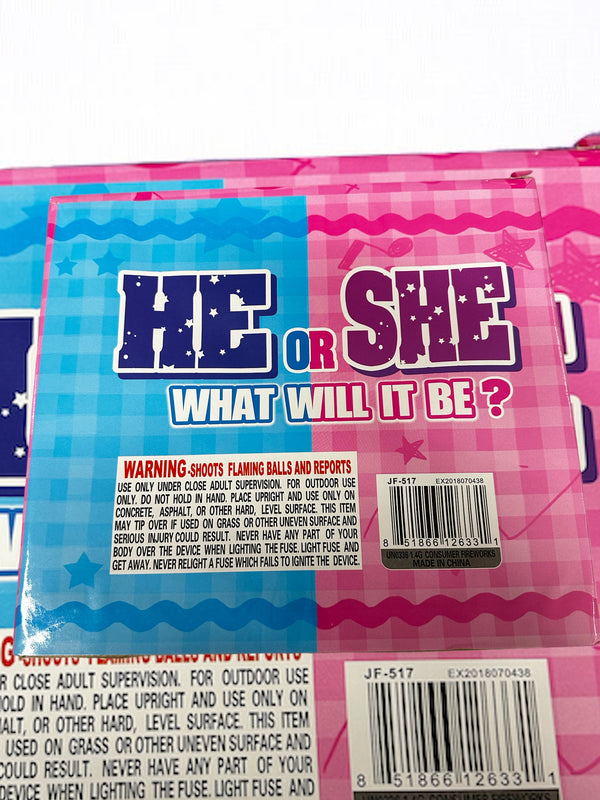 HE OR SHE
WHAT WILL IT BE?
WARNING-SHOOTS FLAMING BALLS AND REPORTS
USE ONLY UNDER CLOSE ADULT SUPERVISION. FOR OUTDOOR USE
ONLY. DO NOT HOLD IN HAND. PLACE UPRIGHT AND USE ONLY ON
CONCRETE, ASPHALT, OR OTHER HARD, LEVEL SURFACE. THIS ITEM
MAY TIP OVER IF USED ON GRASS OR OTHER UNEVEN SURFACE AND
SERIOUS INJURY COULD RESULT. NEVER HAVE ANY PART OF YOUR
BODY OVER THE DEVICE WHEN LIGHTING THE FUSE. LIGHT FUSE AND
GET AWAY. NEVER RELIGHT A FUSE WHICH FAILS TO IGNITE THE DEVICE.
JF-517 EX2018070438
8 51866 12633 1
UN0336 1.4G CONSUMER FIREWORKS
MADE IN CHINA
G-SHOOTS FLAMING BALLS AND REPORTS
R CLOSE ADULT SUPERVISION. FOR OUTDOOR USE
HOLD IN HAND. PLACE UPRIGHT AND USE ONLY ON
ALT, OR OTHER HARD, LEVEL SURFACE. THIS ITEM
USED ON GRASS OR OTHER UNEVEN SURFACE AND
COULD RESULT. NEVER HAVE ANY PART OF YOUR
DEVICE WHEN LIGHTING THE FUSE. LIGHT FUSE AND
JF-517 EX2018070438
8 51866 12633 1